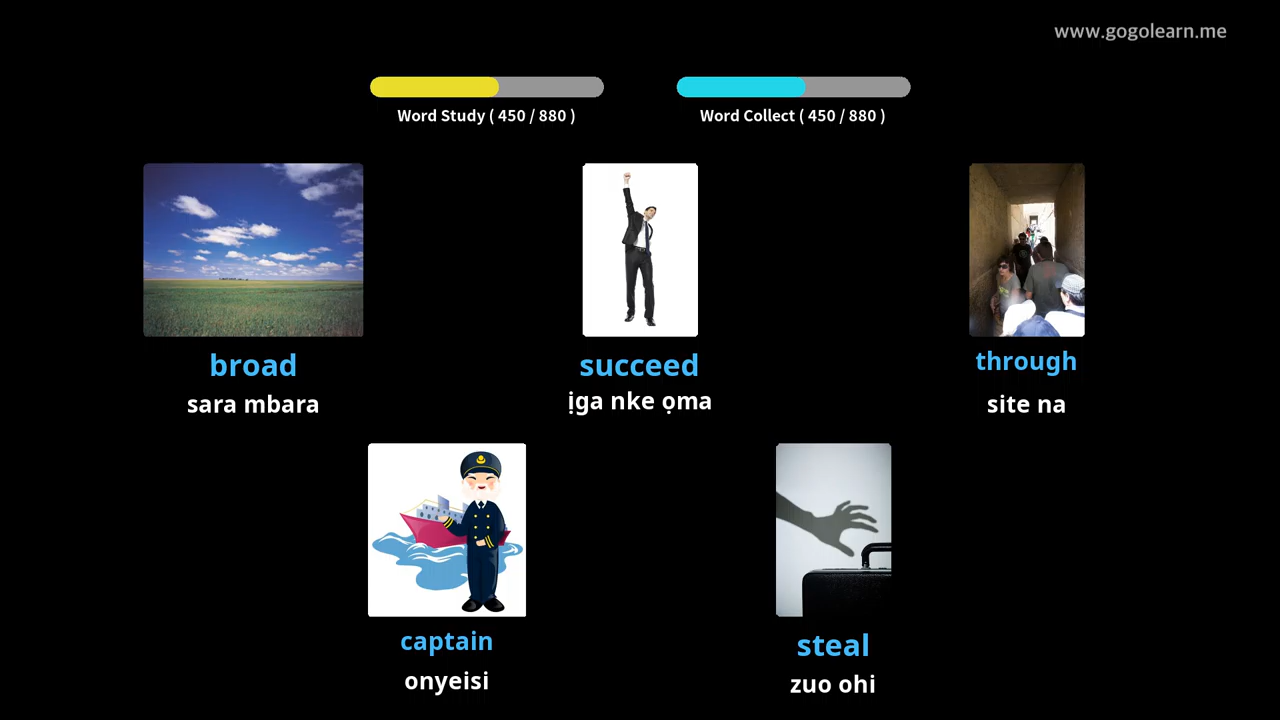 www.gogolearn.me
Word Study ( 450 / 880 )
Word Collect ( 450 / 880 )
broad
sara mbara
succeed
ịga nke ọma
through
site na
captain
onyeisi
steal
zuo ohi